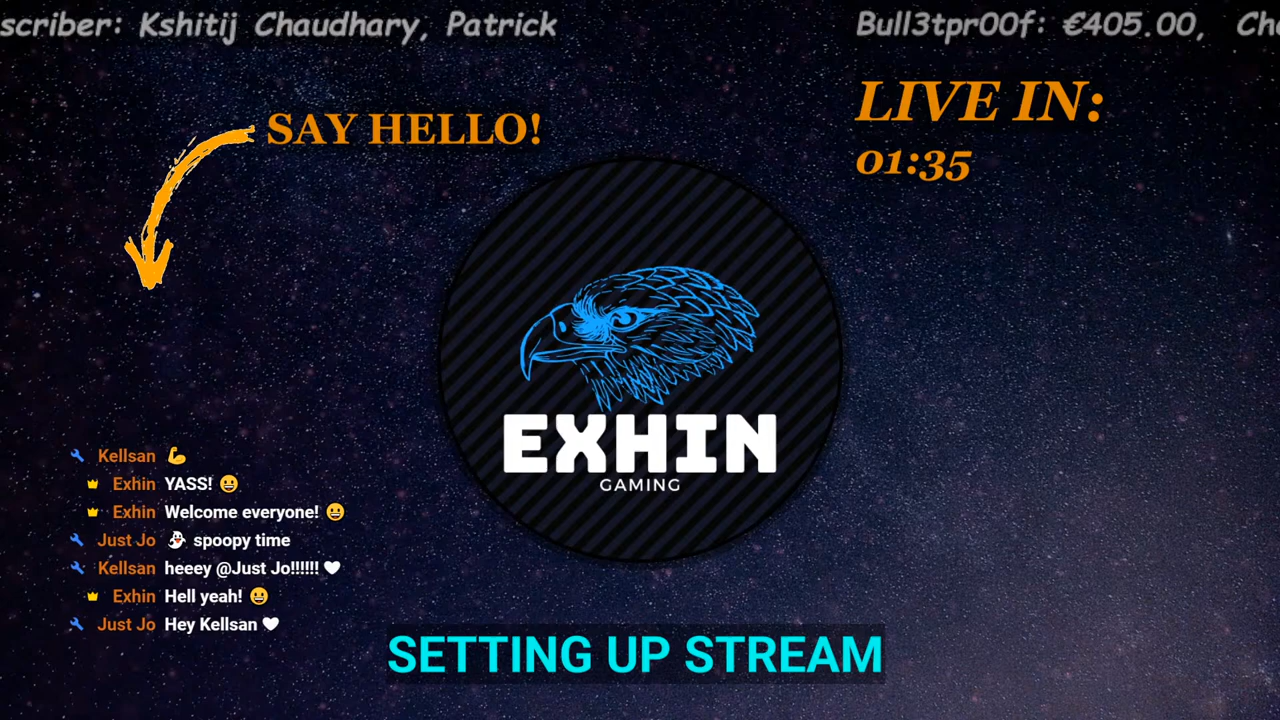 scriber: Kshitij Chaudhary, Patrick
Bull3tpr00f: €405.00,
LIVE IN:
01:35
SAY HELLO!
EXHIN
GAMING
Kellsan 💪
Exhin YASS! 😀
Exhin Welcome everyone! 😀
Just Jo 👻 spoopy time
Kellsan heeey @Just Jo!!!!!! 🤍
Exhin Hell yeah! 😀
Just Jo Hey Kellsan 🤍
SETTING UP STREAM